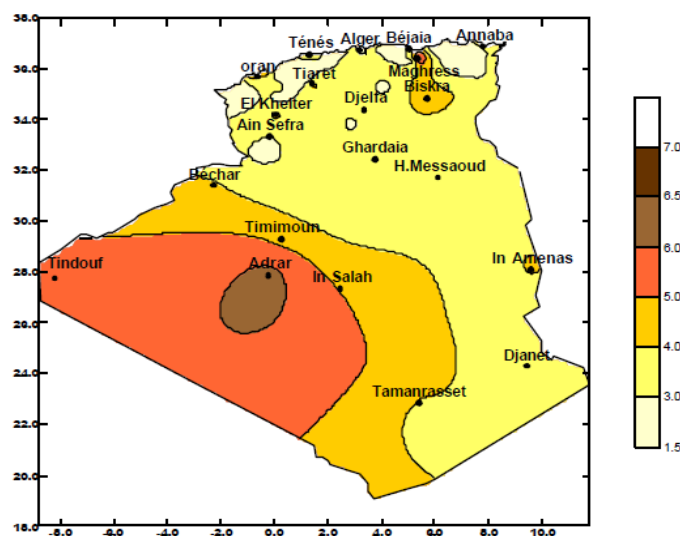 38.0
36.0
34.0
32.0
30.0
28.0
26.0
24.0
22.0
20.0
18.0
-8.0 -6.0 -4.0 -2.0 0.0 2.0 4.0 6.0 8.0 10.0
Ténés Alger Béjaia Annaba
oran
Tiaret
Maghress
Biskra
El Kheiter
Djelfa
Ain Sefra
Ghardaia
H.Messaoud
Béchar
Timimoun
In Amenas
Tindouf
Adrar
In Salah
Djanet
Tamanrasset
7.0
6.5
6.0
5.0
4.0
3.0
1.5